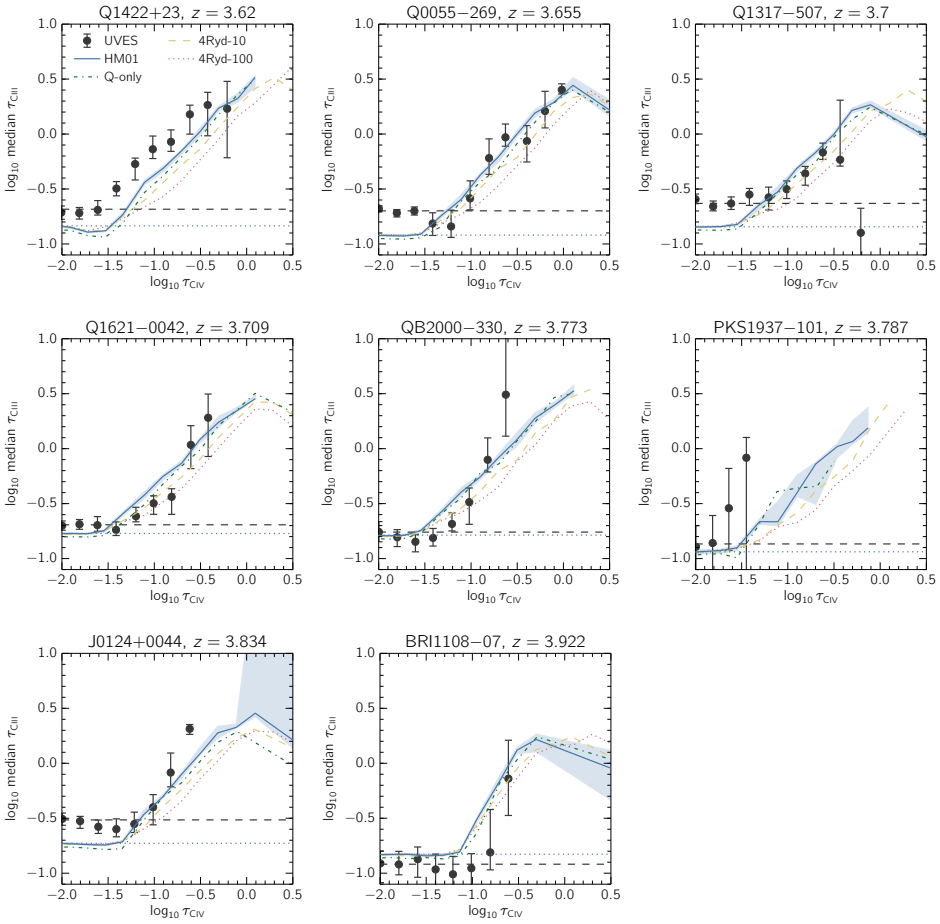 Q1422+23, z = 3.62
Q0055−269, z = 3.655
Q1317−507, z = 3.7
UVES
HM01
Q-only
4Ryd-10
4Ryd-100
1.0
0.5
0.0
−0.5
−1.0
log10 median τCIII
−2.0 −1.5 −1.0 −0.5 0.0 0.5
log10 τCIV
1.0
0.5
0.0
−0.5
−1.0
log10 median τCIII
−2.0 −1.5 −1.0 −0.5 0.0 0.5
log10 τCIV
1.0
0.5
0.0
−0.5
−1.0
log10 median τCIII
−2.0 −1.5 −1.0 −0.5 0.0 0.5
log10 τCIV
Q1621−0042, z = 3.709
QB2000−330, z = 3.773
PKS1937−101, z = 3.787
1.0
0.5
0.0
−0.5
−1.0
log10 median τCIII
−2.0 −1.5 −1.0 −0.5 0.0 0.5
log10 τCIV
1.0
0.5
0.0
−0.5
−1.0
log10 median τCIII
−2.0 −1.5 −1.0 −0.5 0.0 0.5
log10 τCIV
1.0
0.5
0.0
−0.5
−1.0
log10 median τCIII
−2.0 −1.5 −1.0 −0.5 0.0 0.5
log10 τCIV
J0124+0044, z = 3.834
BRI1108−07, z = 3.922
1.0
0.5
0.0
−0.5
−1.0
log10 median τCIII
−2.0 −1.5 −1.0 −0.5 0.0 0.5
log10 τCIV
1.0
0.5
0.0
−0.5
−1.0
log10 median τCIII
−2.0 −1.5 −1.0 −0.5 0.0 0.5
log10 τCIV